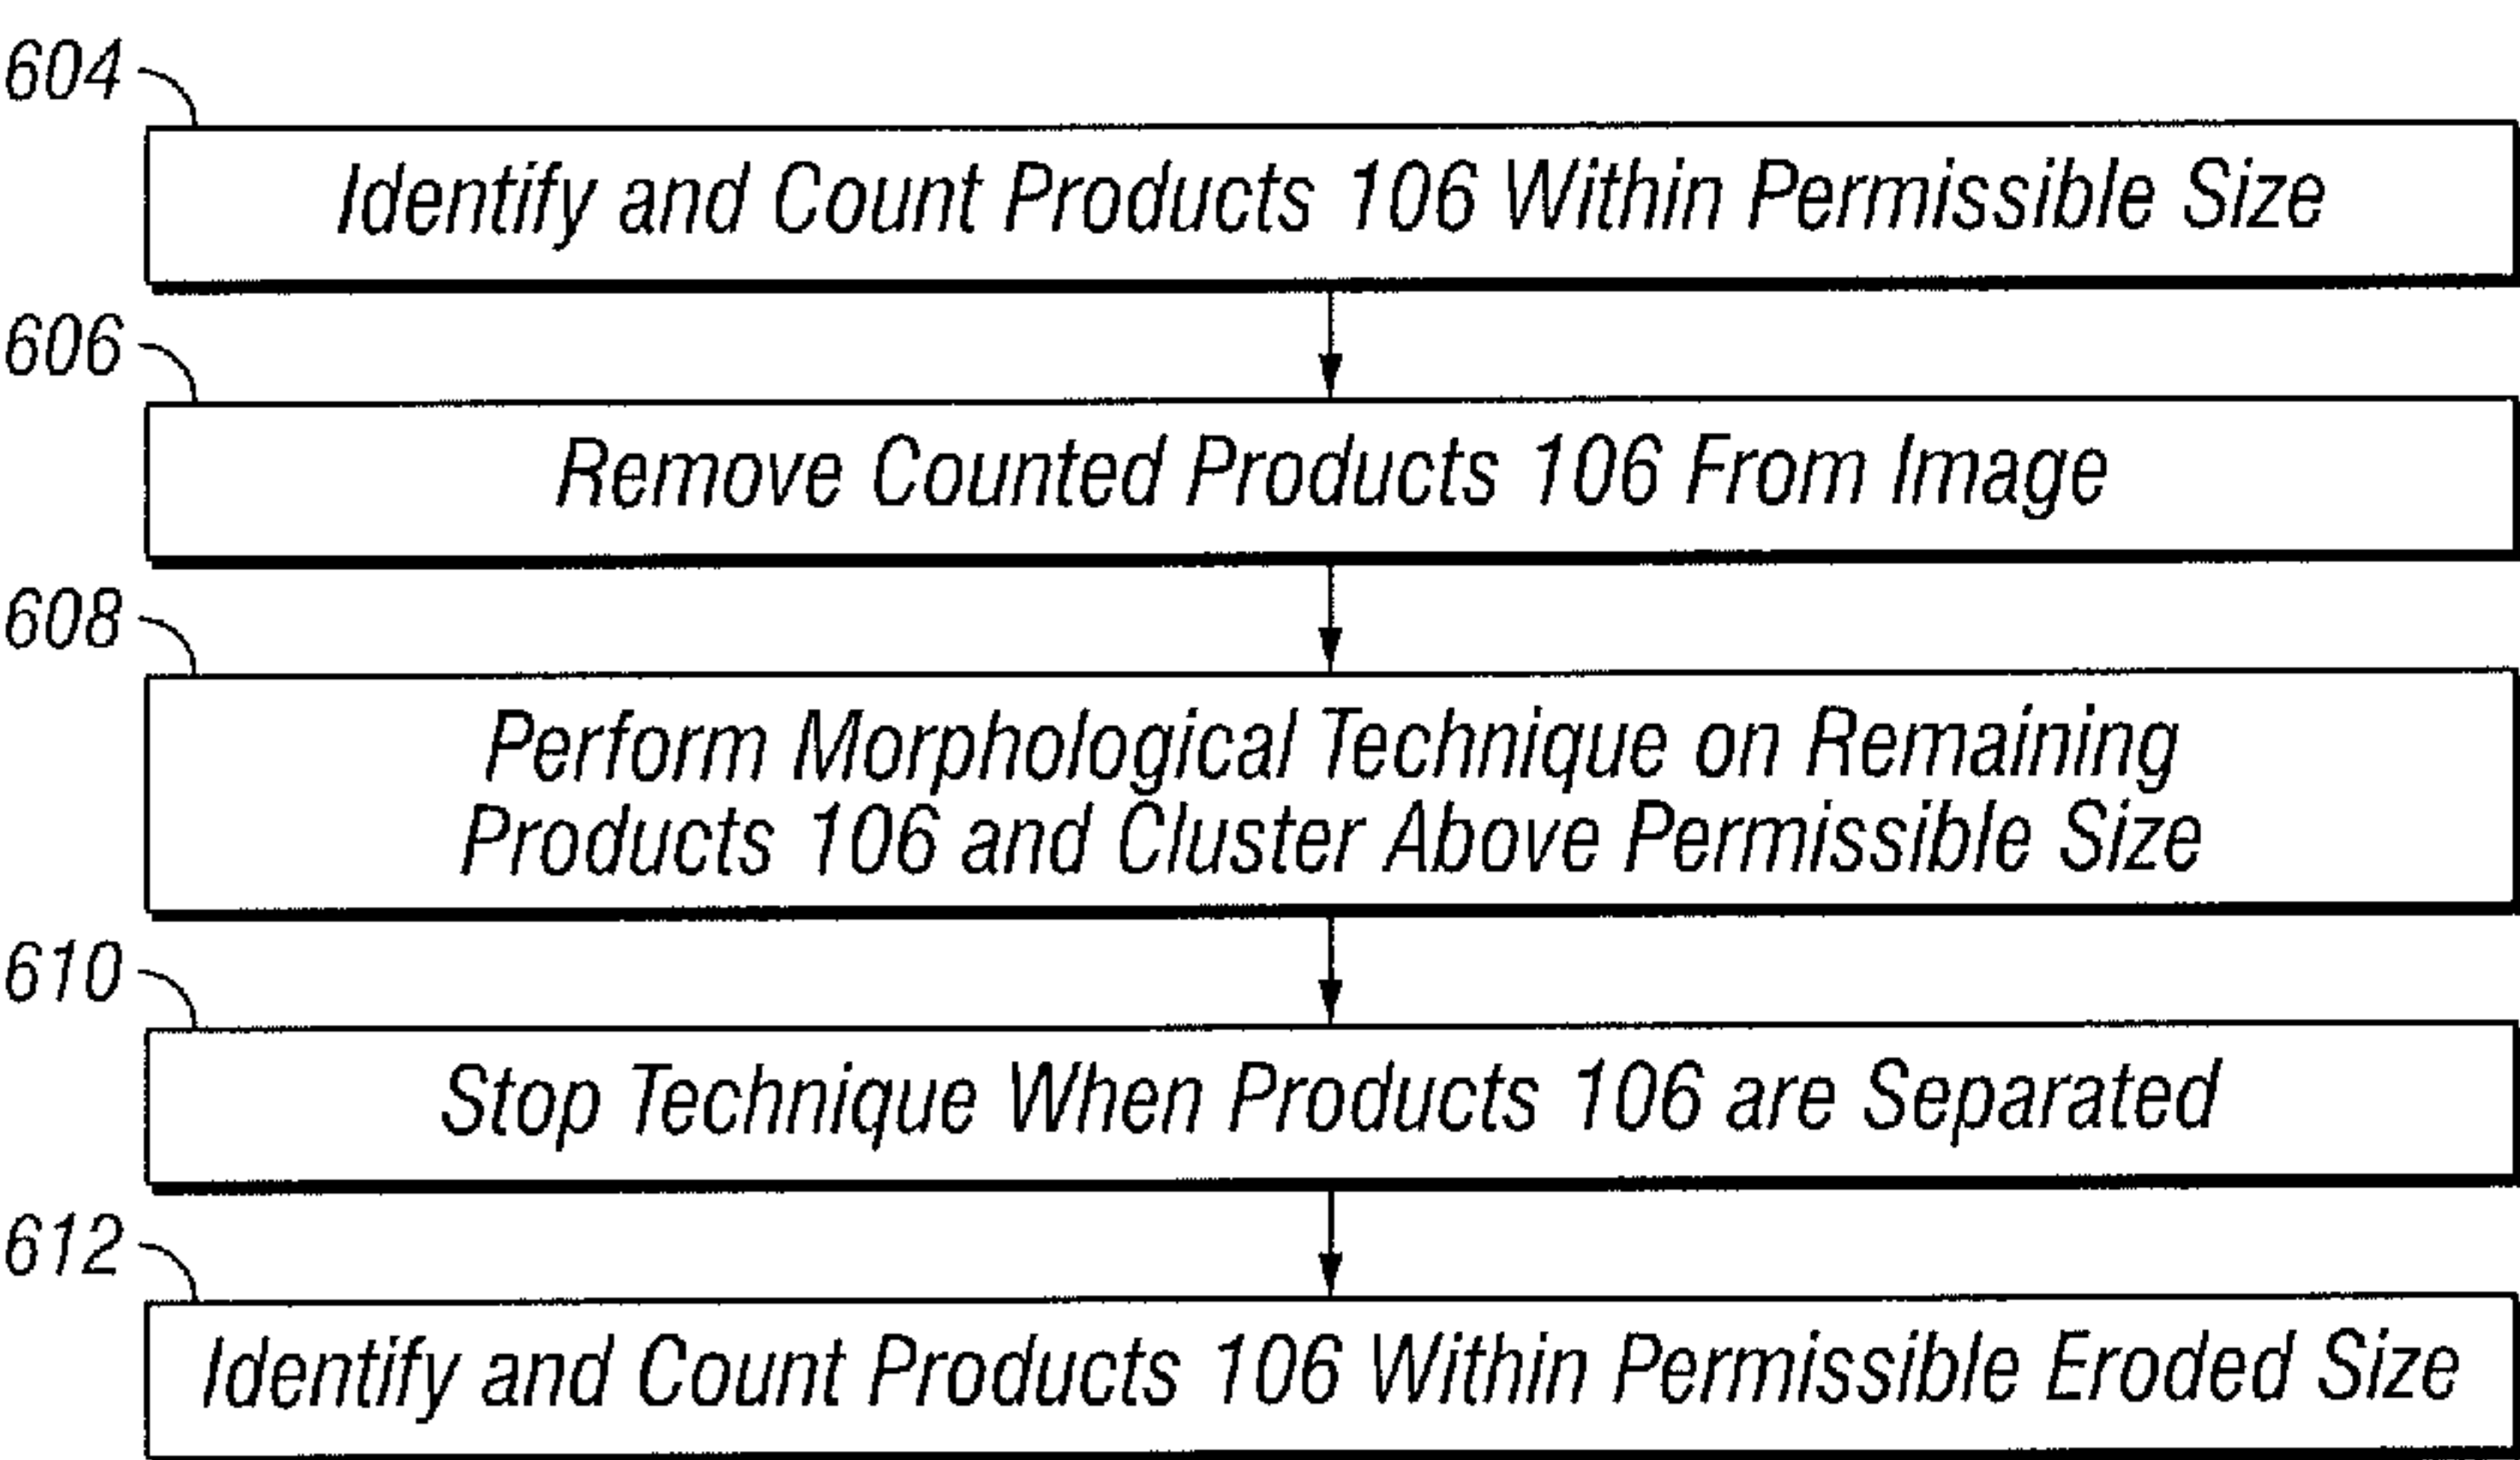 604
Identify and Count Products 106 Within Permissible Size
606
Remove Counted Products 106 From Image
608
Perform Morphological Technique on Remaining
Products 106 and Cluster Above Permissible Size
610
Stop Technique When Products 106 are Separated
612
Identify and Count Products 106 Within Permissible Eroded Size